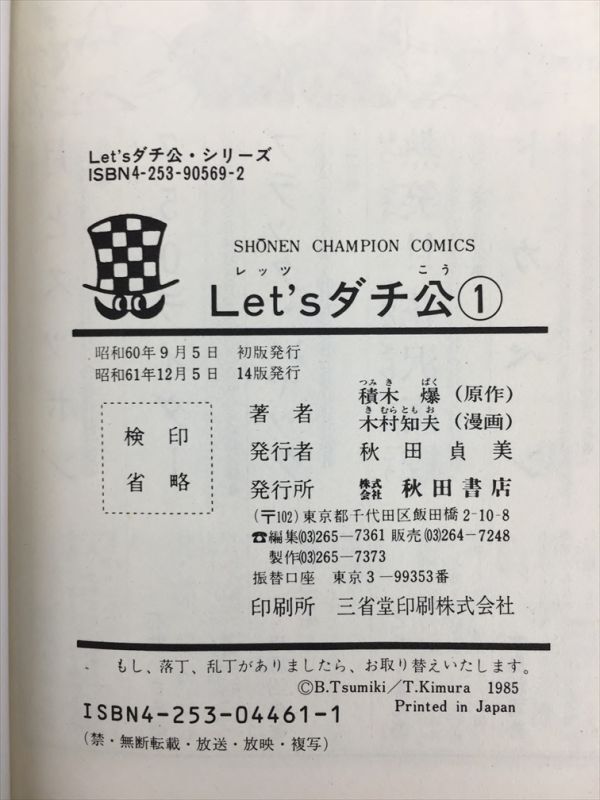 Let'sダチ公・シリーズ
ISBN4-253-90569-2
SHŌNEN CHAMPION COMICS
レッツ こう
Let'sダチ公①
昭和60年9月5日 初版発行
昭和61年12月5日 14版発行
検印
省略
つみき ばく
著者 積木 爆(原作)
きむらともお
木村知夫(漫画)
発行者 秋田貞美
発行所 株式会社 秋田書店
(〒102)東京都千代田区飯田橋2-10-8
☎編集(03)265-7361 販売(03)264-7248
製作(03)265-7373
振替口座 東京3-99353番
印刷所 三省堂印刷株式会社
もし、落丁、乱丁がありましたら、お取り替えいたします。
©B.Tsumiki/T.Kimura 1985
ISBN4-253-04461-1
Printed in Japan
(禁・無断転載・放送・放映・複写)